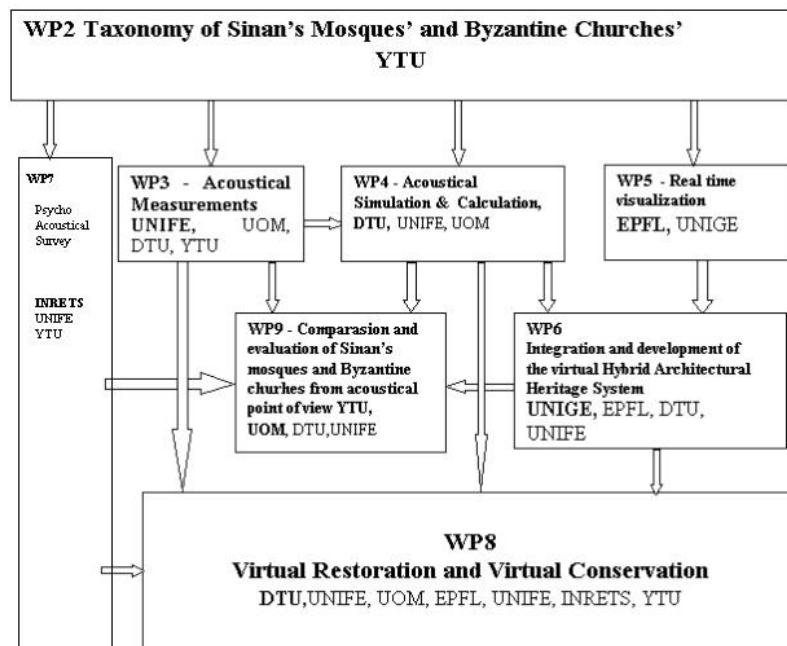 WP2 Taxonomy of Sinan's Mosques' and Byzantine Churches'
YTU
WP7
Psycho
Acoustical
Survey
INRETS
UNIFE
YTU
WP3 - Acoustical
Measurements
UNIFE, UOM,
DTU, YTU
WP4 - Acoustical
Simulation & Calculation,
DTU, UNIFE, UOM
WP5 - Real time
visualization
EPFL, UNIGE
WP9 - Comparasion and
evaluation of Sinan's
mosques and Byzantine
churhes from acoustical
point of view YTU,
UOM, DTU,UNIFE
WP6
Integration and development of
the virtual Hybrid Architectural
Heritage System
UNIGE, EPFL, DTU,
UNIFE
WP8
Virtual Restoration and Virtual Conservation
DTU,UNIFE, UOM, EPFL, UNIFE, INRETS, YTU